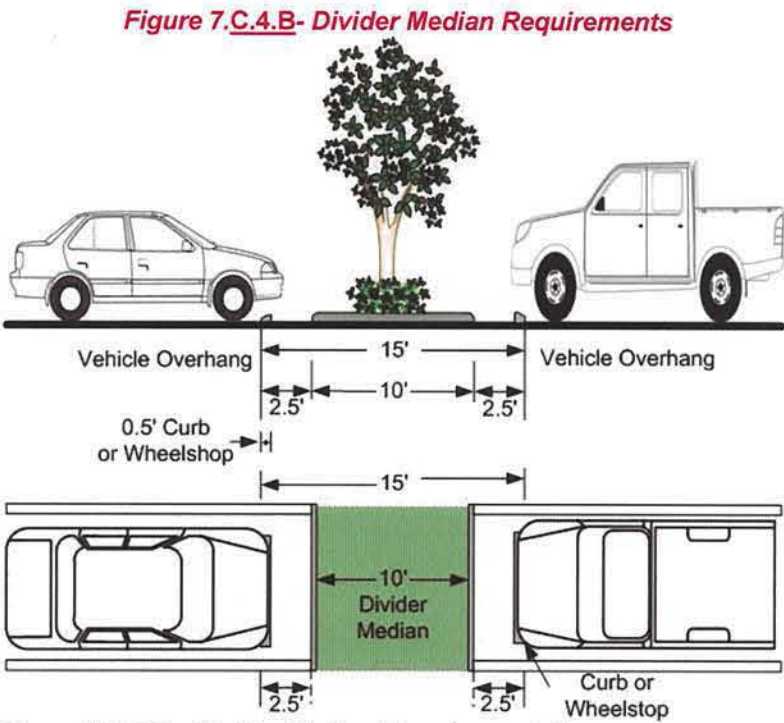 Figure 7.C.4.B- Divider Median Requirements
Vehicle Overhang
15'
Vehicle Overhang
2.5'
10'
2.5'
0.5' Curb
or Wheelshop
15'
10'
Divider
Median
2.5'
2.5'
Curb or
Wheelstop